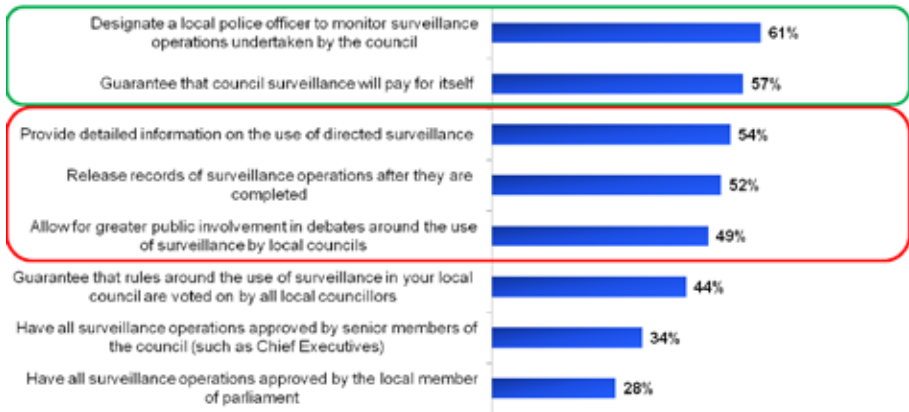 Designate a local police officer to monitor surveillance
operations undertaken by the council
61%
Guarantee that council surveillance will pay for itself
57%
Provide detailed information on the use of directed surveillance
54%
Release records of surveillance operations after they are
completed
52%
Allow for greater public involvement in debates around the use
of surveillance by local councils
49%
Guarantee that rules around the use of surveillance in your local
council are voted on by all local councillors
44%
Have all surveillance operations approved by senior members of
the council (such as Chief Executives)
34%
Have all surveillance operations approved by the local member
of parliament
28%